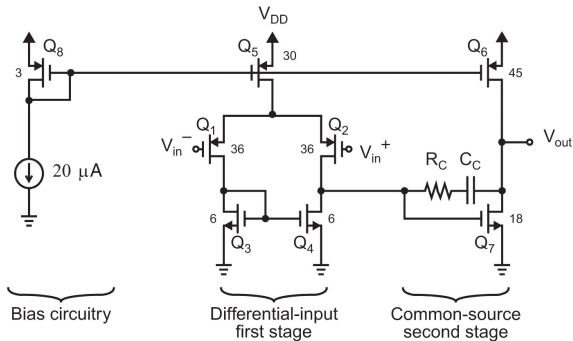 V_DD
Q_8
Q_5
30
Q_6
3
45
Q_1
Q_2
V_in^−
36
36
V_in^+
V_out
R_C
C_C
20 μA
6
6
18
Q_3
Q_4
Q_7
Bias circuitry
Differential-input
first stage
Common-source
second stage